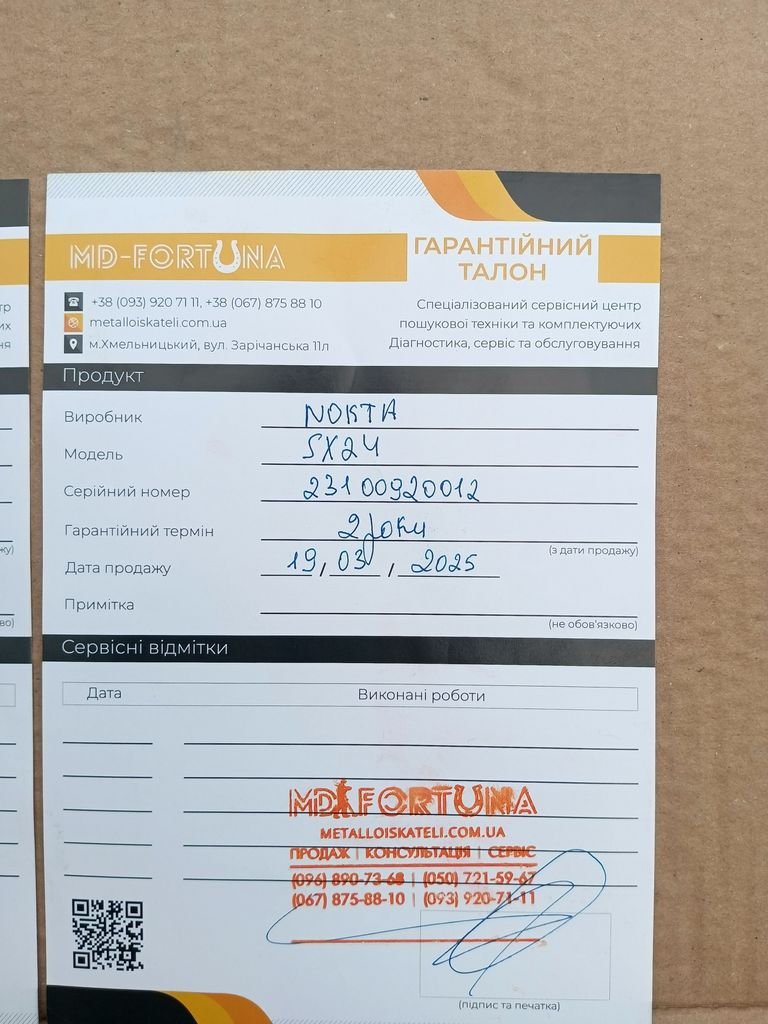 MD-FORTUNA
ГАРАНТІЙНИЙ
ТАЛОН
+38 (093) 920 71 11, +38 (067) 875 88 10
metalloiskateli.com.ua
м.Хмельницький, вул. Зарічанська 11л
Спеціалізований сервісний центр
пошукової техніки та комплектуючих
Діагностика, сервіс та обслуговування
Продукт
Виробник NOKTA
Модель SX24
Серійний номер 23100920012
Гарантійний термін 2 роки
(з дати продажу)
Дата продажу 19, 03, 2025
Примітка
(не обов'язково)
Сервісні відмітки
Дата Виконані роботи
MD FORTUNA
METALLOISKATELI.COM.UA
ПРОДАЖ | КОНСУЛЬТАЦІЯ | СЕРВІС
(096) 890-73-68 | (050) 721-59-67
(067) 875-88-10 | (093) 920-71-11
(підпис та печатка)